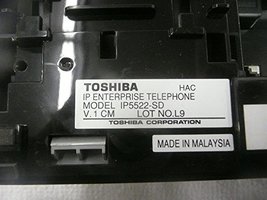 TOSHIBA HAC
IP ENTERPRISE TELEPHONE
MODEL IP5522-SD
V.1 CM LOT NO.L9
TOSHIBA CORPORATION
MADE IN MALAYSIA